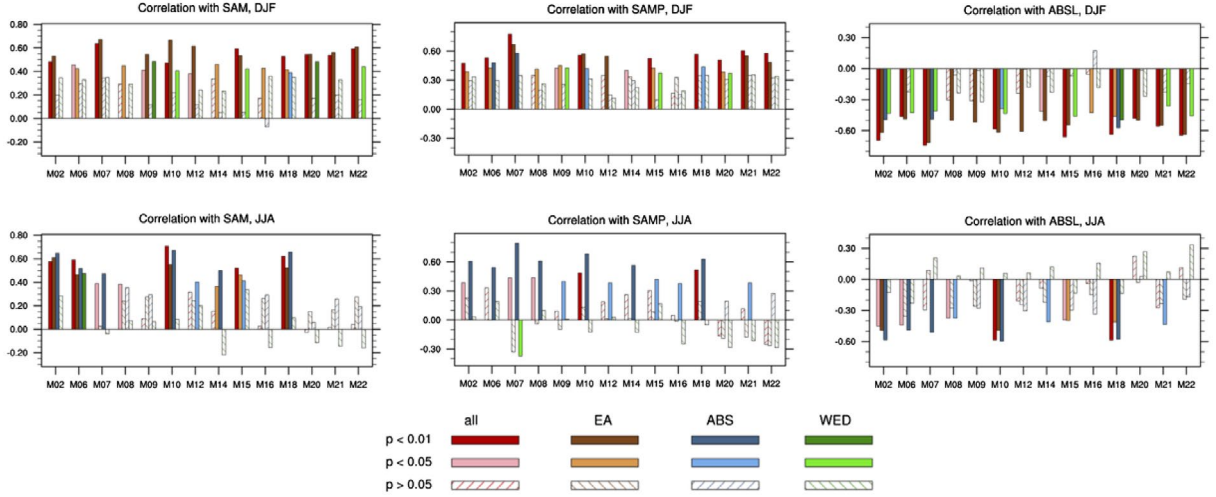 Correlation with SAM, DJF
Correlation with SAMP, DJF
Correlation with ABSL, DJF
0.80
0.60
0.40
0.20
0.00
-0.20
0.60
0.30
0.00
-0.30
0.30
0.00
-0.30
-0.60
M02 M06 M07 M08 M09 M10 M12 M14 M15 M16 M18 M20 M21 M22
M02 M06 M07 M08 M09 M10 M12 M14 M15 M16 M18 M20 M21 M22
M02 M06 M07 M08 M09 M10 M12 M14 M15 M16 M18 M20 M21 M22
Correlation with SAM, JJA
Correlation with SAMP, JJA
Correlation with ABSL, JJA
0.80
0.60
0.40
0.20
0.00
-0.20
0.60
0.30
0.00
-0.30
0.30
0.00
-0.30
-0.60
M02 M06 M07 M08 M09 M10 M12 M14 M15 M16 M18 M20 M21 M22
M02 M06 M07 M08 M09 M10 M12 M14 M15 M16 M18 M20 M21 M22
M02 M06 M07 M08 M09 M10 M12 M14 M15 M16 M18 M20 M21 M22
all EA ABS WED
p < 0.01
p < 0.05
p > 0.05